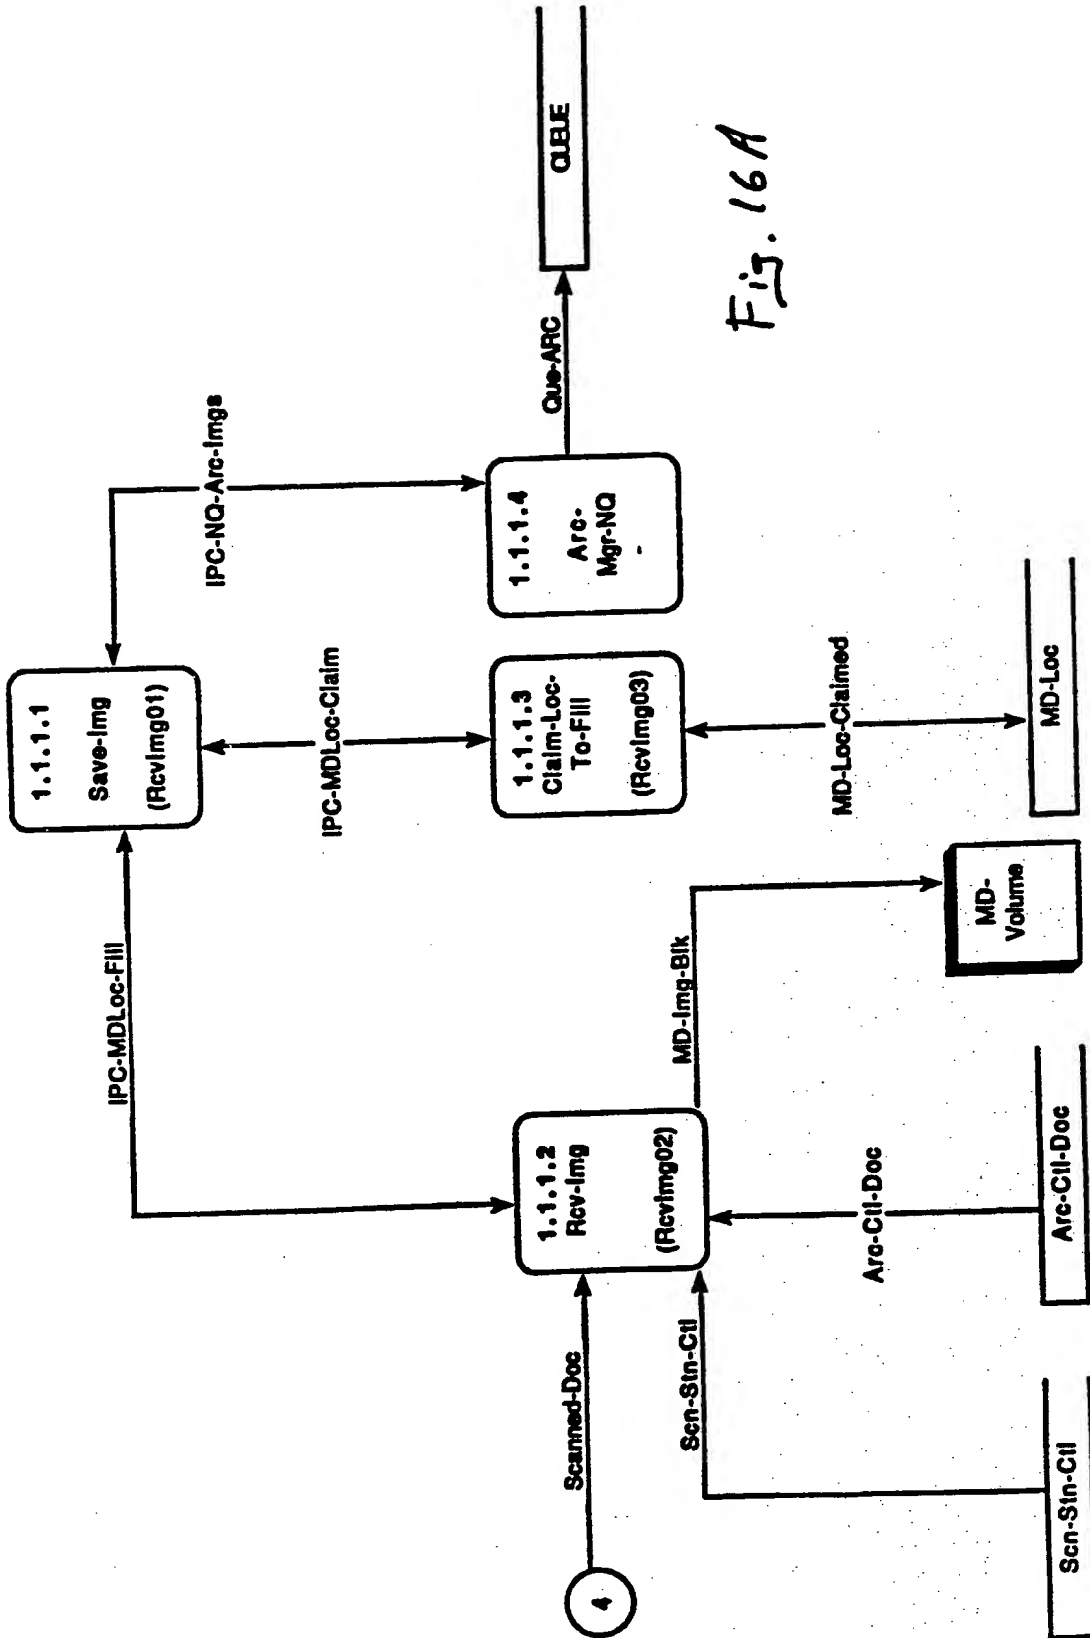 1.1.1.1
Save-Img
(RcvImg01)
IPC-MDLoc-Fill
IPC-MDLoc-Claim
IPC-NQ-Arc-Imgs
4
Scanned-Doc
1.1.1.2
Rcv-Img
(RcvImg02)
1.1.1.3
Claim-Loc-
To-Fill
(RcvImg03)
1.1.1.4
Arc-
Mgr-NQ
-
Que-ARC
QUEUE
Scn-Stn-Ctl
Arc-Ctl-Doc
MD-Img-Blk
MD-Loc-Claimed
Scn-Stn-Ctl
Arc-Ctl-Doc
MD-
Volume
MD-Loc
Fig. 16A